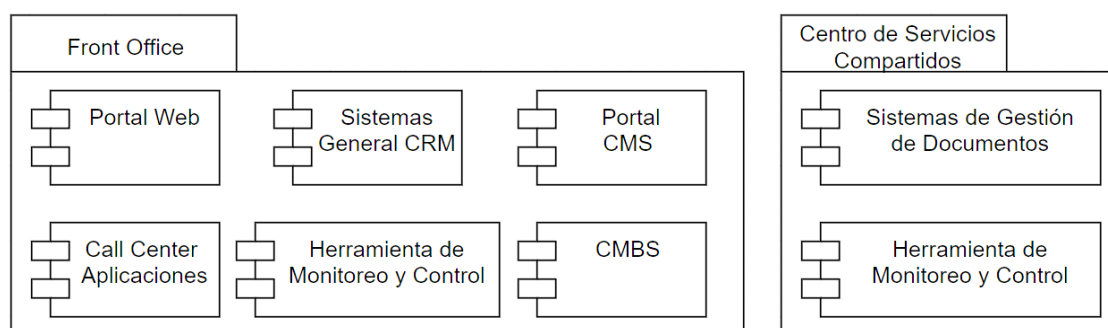 Front Office
Portal Web
Sistemas
General CRM
Portal
CMS
Call Center
Aplicaciones
Herramienta de
Monitoreo y Control
CMBS
Centro de Servicios
Compartidos
Sistemas de Gestión
de Documentos
Herramienta de
Monitoreo y Control